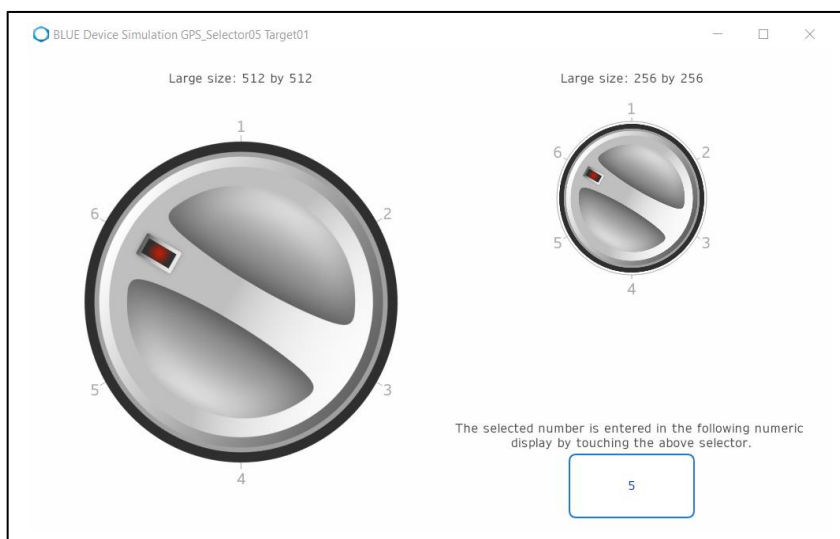 BLUE Device Simulation GPS_Selector05 Target01
Large size: 512 by 512
1
2
3
4
5
6
Large size: 256 by 256
1
2
3
4
5
6
The selected number is entered in the following numeric
display by touching the above selector.
5